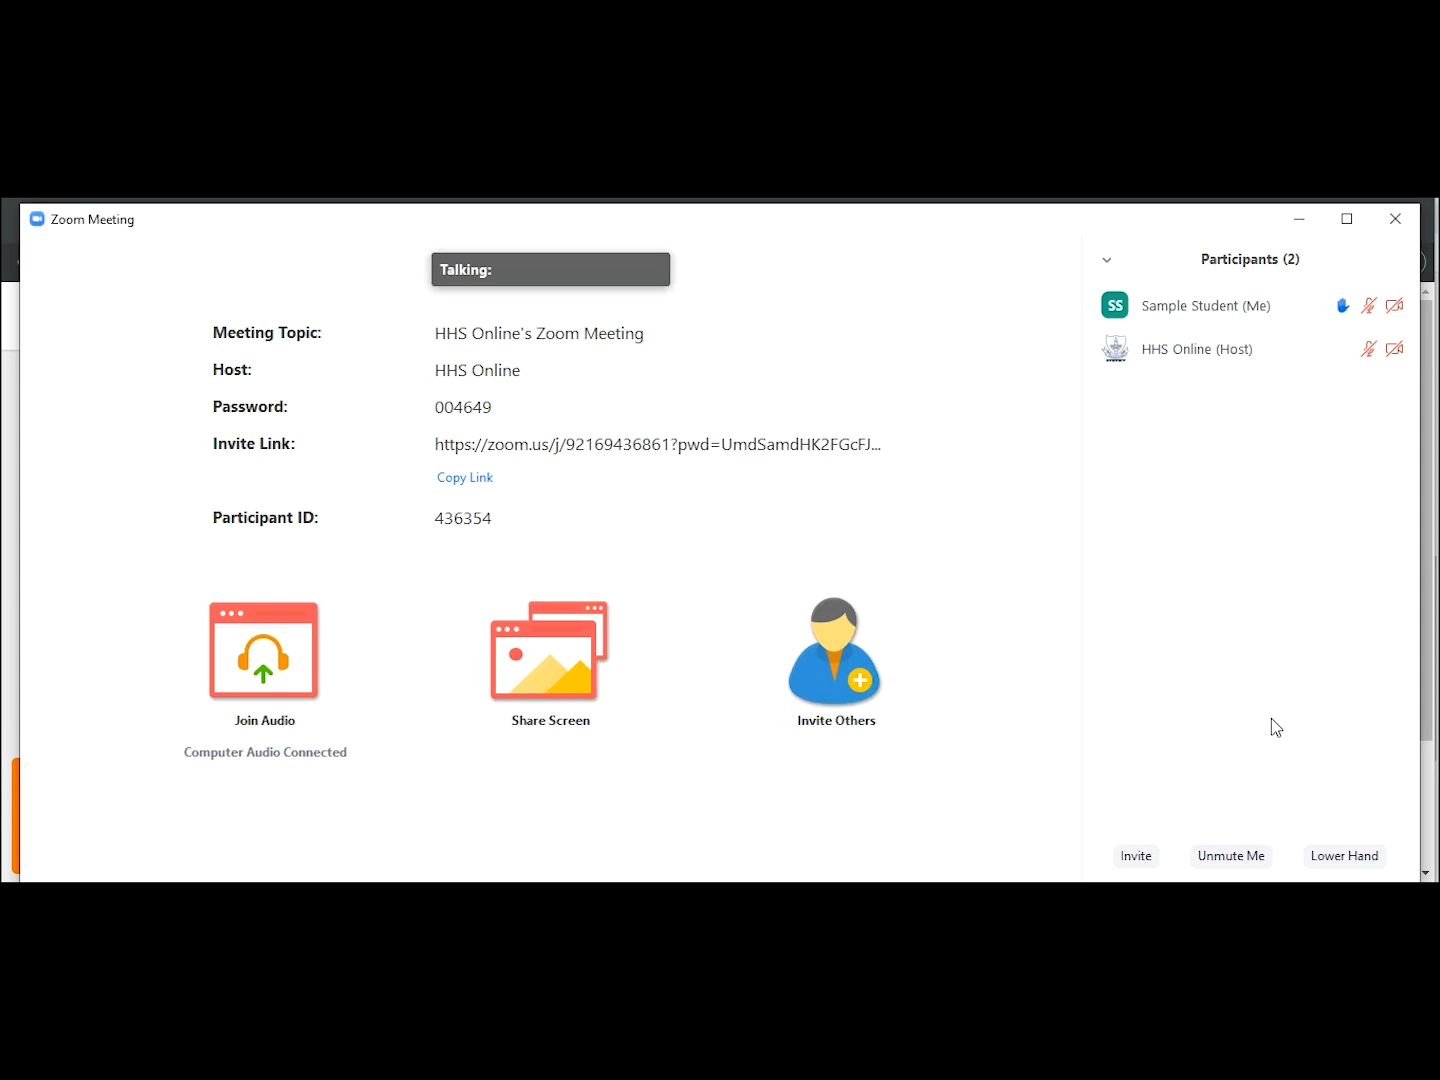 Zoom Meeting
Talking:
Participants (2)
SS Sample Student (Me)
HHS Online (Host)
Meeting Topic: HHS Online's Zoom Meeting
Host: HHS Online
Password: 004649
Invite Link: https://zoom.us/j/92169436861?pwd=UmdSamdHK2FGcFJ...
Copy Link
Participant ID: 436354
Join Audio Share Screen Invite Others
Computer Audio Connected
Invite Unmute Me Lower Hand